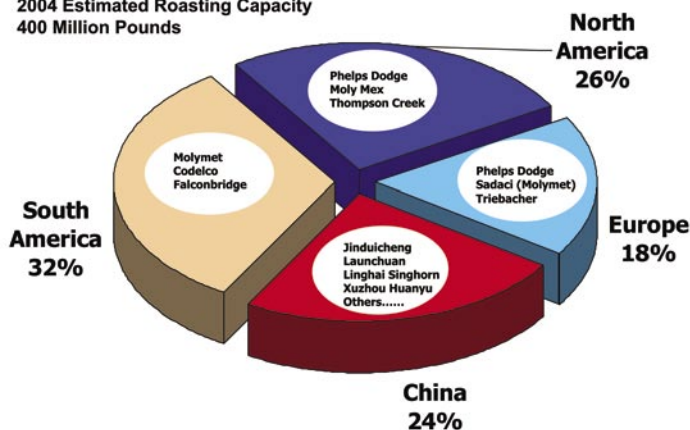 2004 Estimated Roasting Capacity
400 Million Pounds
North
America
26%
Phelps Dodge
Moly Mex
Thompson Creek
Molymet
Codelco
Falconbridge
South
America
32%
Phelps Dodge
Sadaci (Molymet)
Triebacher
Europe
18%
Jinduicheng
Launchuan
Linghai Singhorn
Xuzhou Huanyu
Others......
China
24%